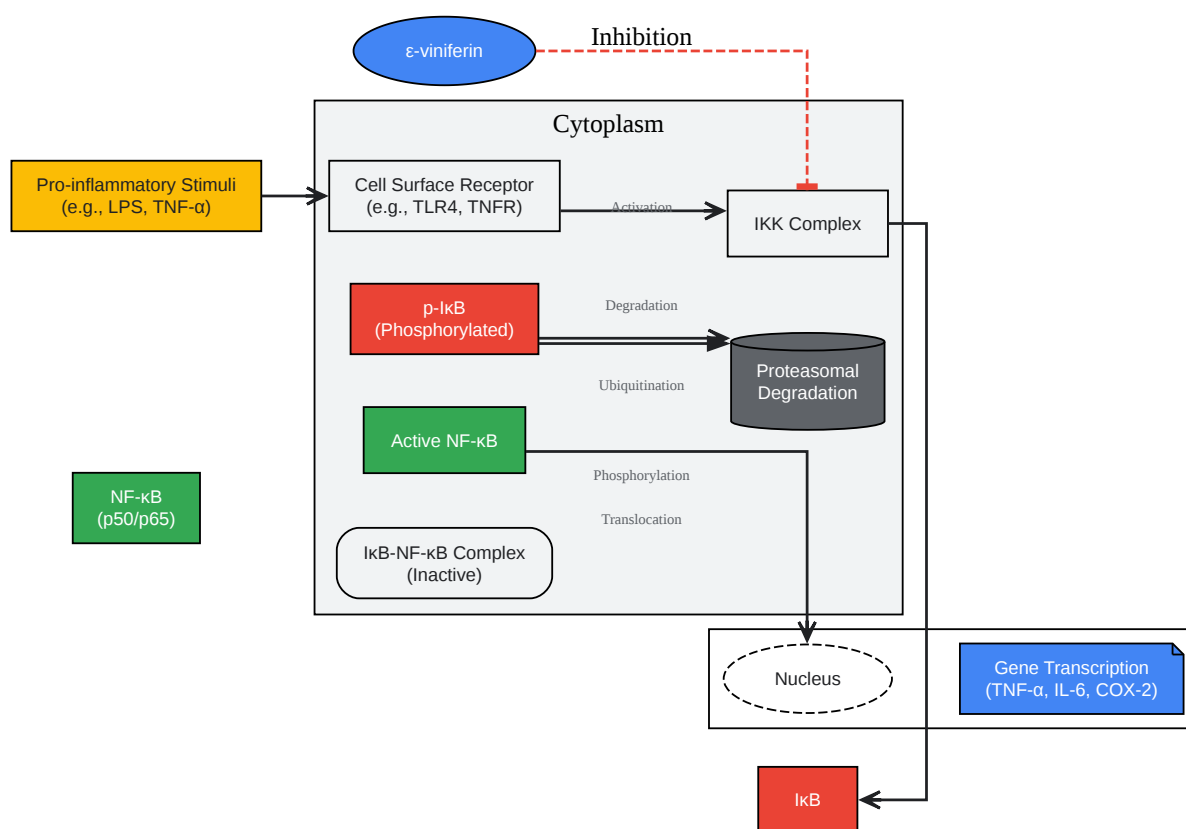 ε-viniferin
Inhibition
Cytoplasm
Pro-inflammatory Stimuli
(e.g., LPS, TNF-α)
Cell Surface Receptor
(e.g., TLR4, TNFR)
Activation
IKK Complex
p-IκB
(Phosphorylated)
Degradation
Ubiquitination
Proteasomal
Degradation
Active NF-κB
Phosphorylation
Translocation
NF-κB
(p50/p65)
IκB-NF-κB Complex
(Inactive)
Nucleus
Gene Transcription
(TNF-α, IL-6, COX-2)
IκB